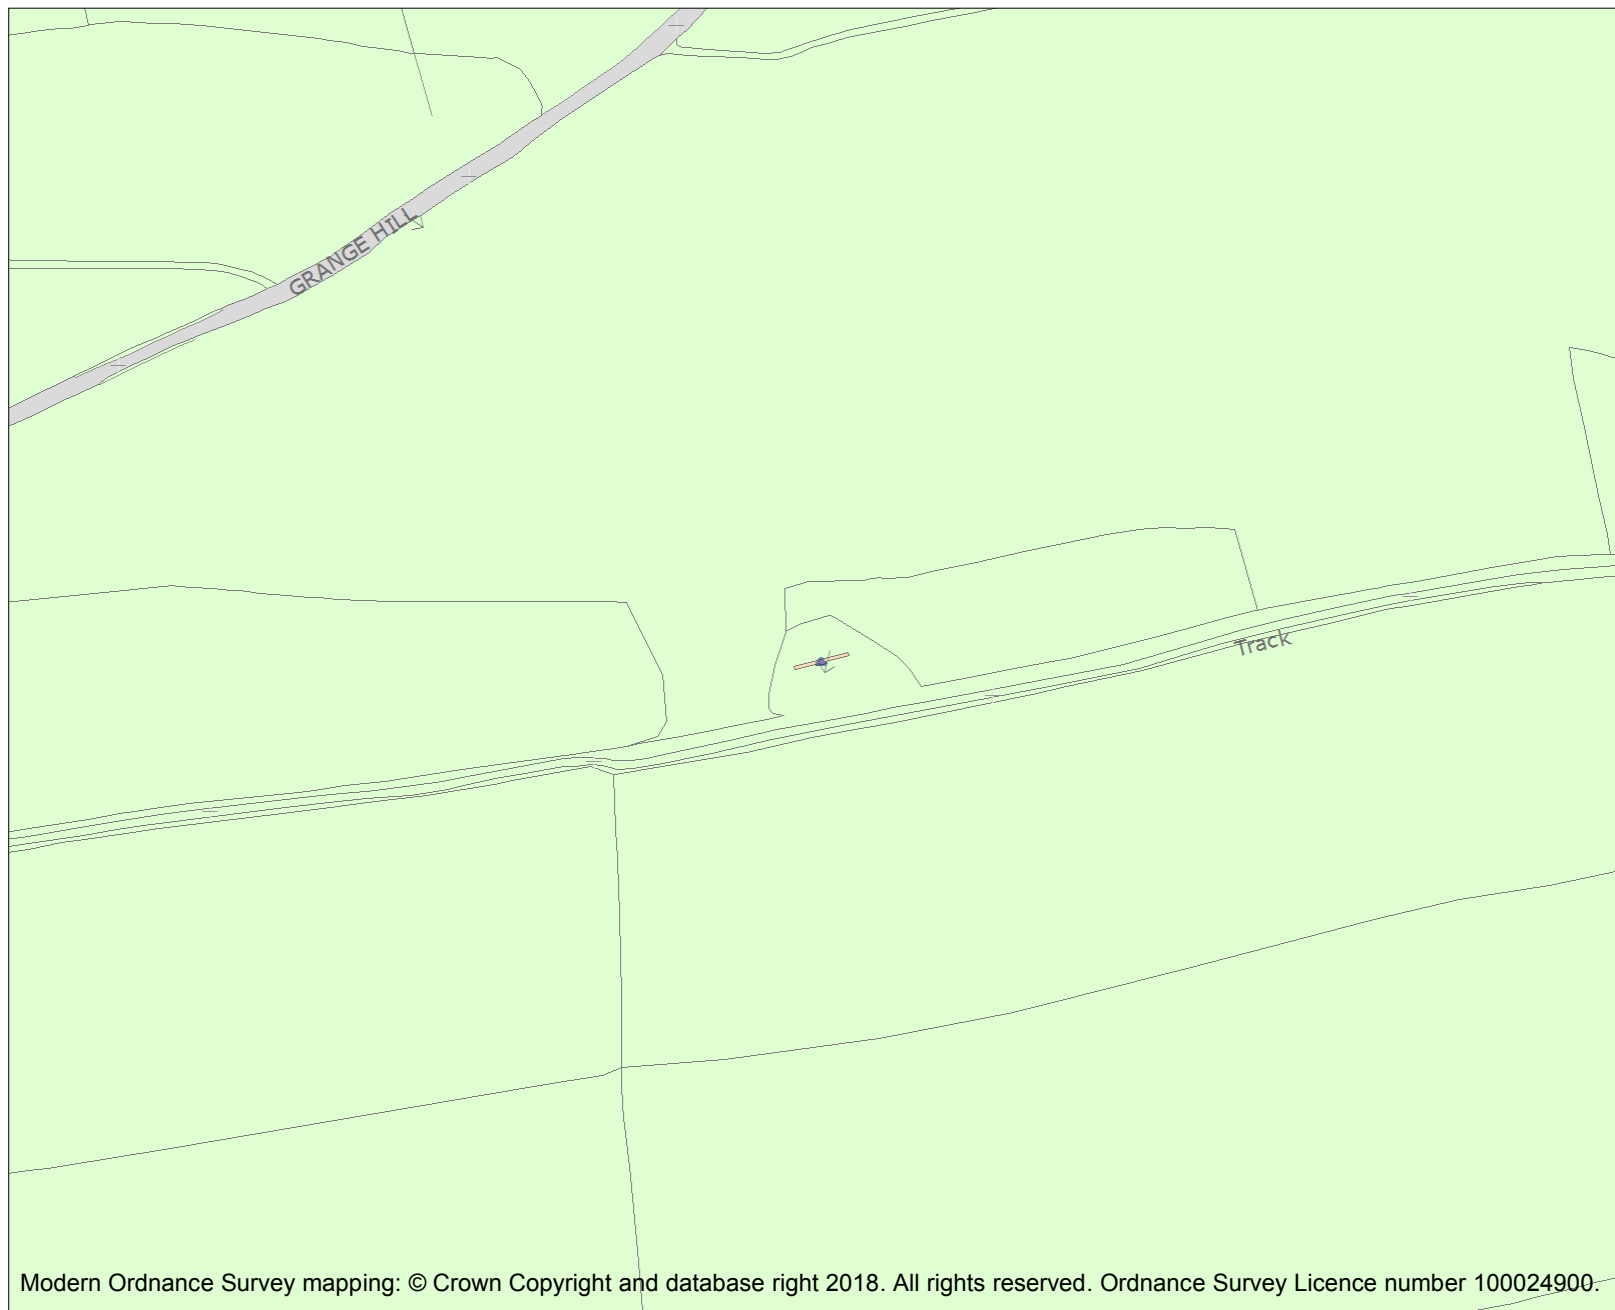 GRANGE HILL
Track
Modern Ordnance Survey mapping: © Crown Copyright and database right 2018. All rights reserved. Ordnance Survey Licence number 100024900.